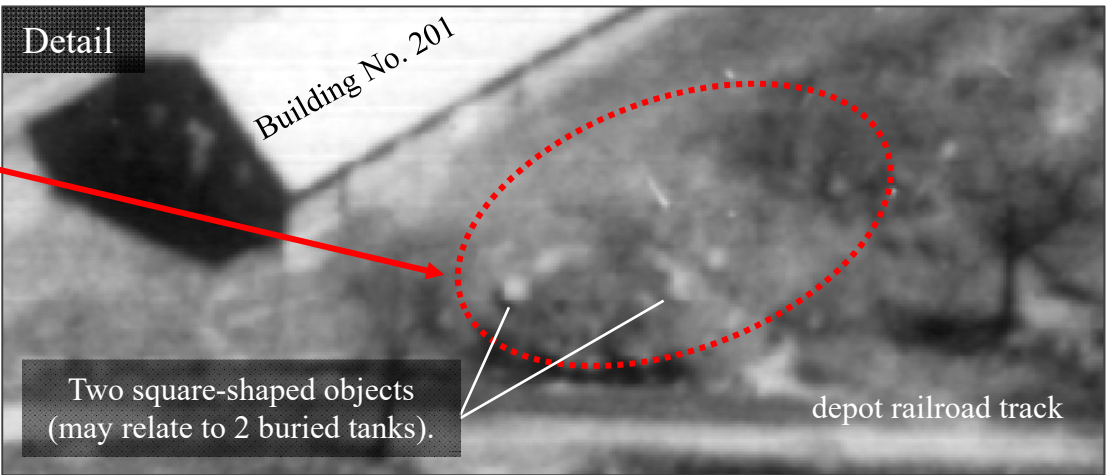 Detail
Building No. 201
Two square-shaped objects
(may relate to 2 buried tanks).
depot railroad track